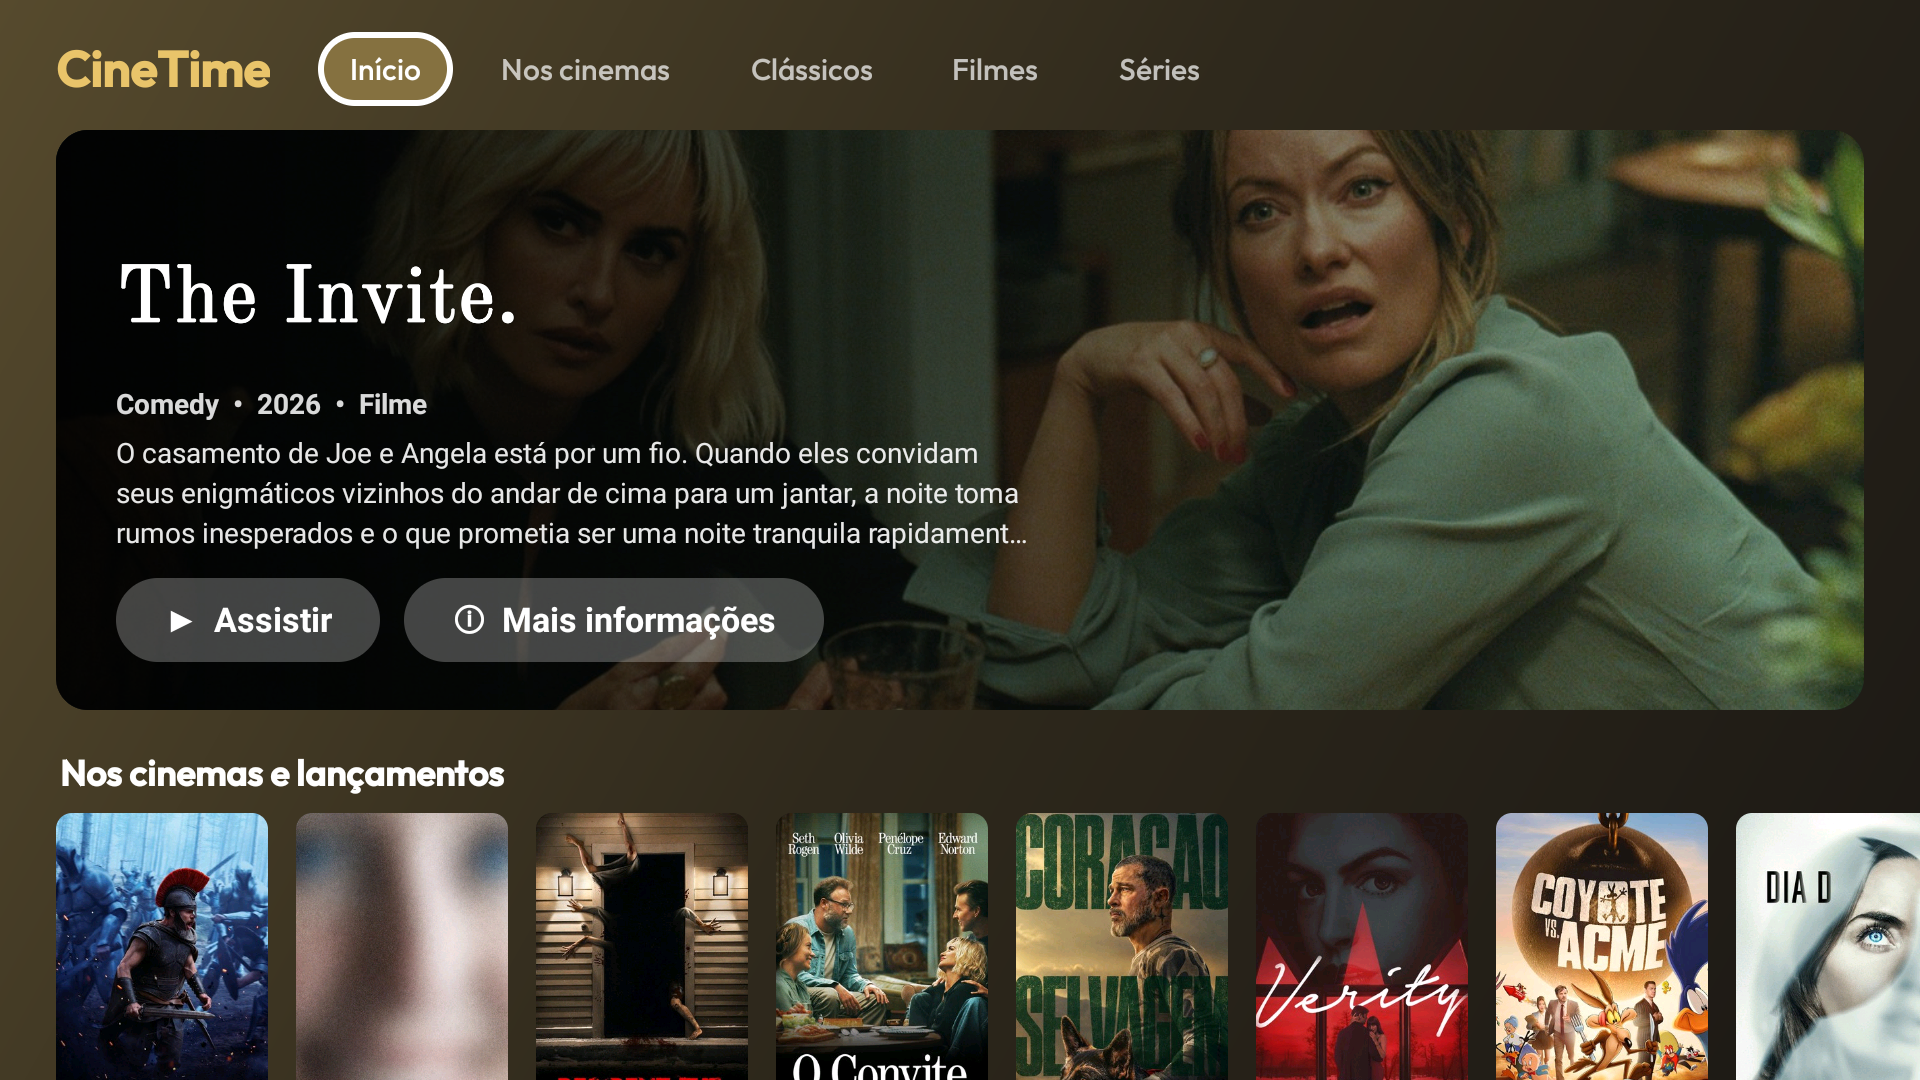 CineTime
Início
Nos cinemas
Clássicos
Filmes
Séries
The Invite.
Comedy • 2026 • Filme
O casamento de Joe e Angela está por um fio. Quando eles convidam
seus enigmáticos vizinhos do andar de cima para um jantar, a noite toma
rumos inesperados e o que prometia ser uma noite tranquila rapidament...
Assistir
Mais informações
Nos cinemas e lançamentos
Seth Olivia Penélope Edward
Rogen Wilde Cruz Norton
O Convite
CORAÇÃO
SELVAGEM
Verity
COYOTE
VS.
ACME
DIA D